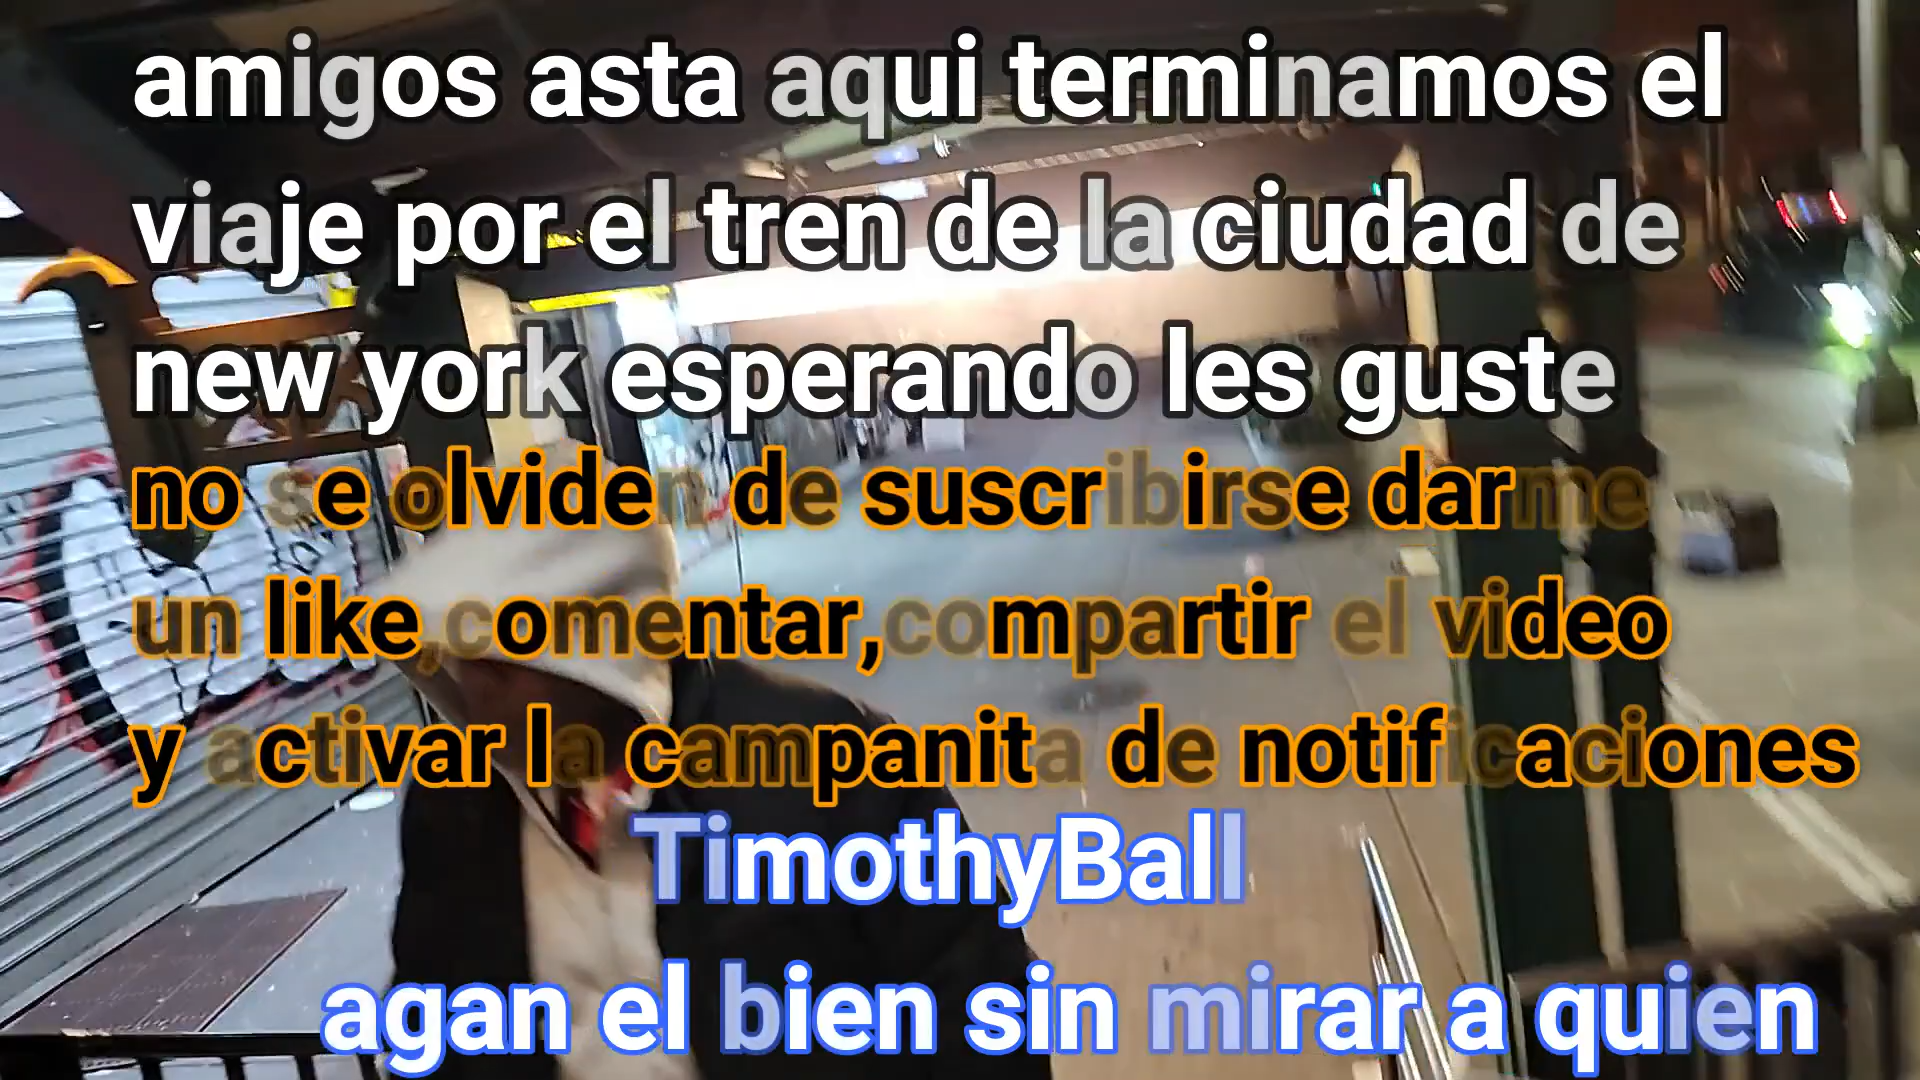 amigos asta aqui terminamos el
viaje por el tren de la ciudad de
new york esperando les guste
no se olviden de suscribirse darme
un like,comentar,compartir el video
y activar la campanita de notificaciones
TimothyBall
agan el bien sin mirar a quien